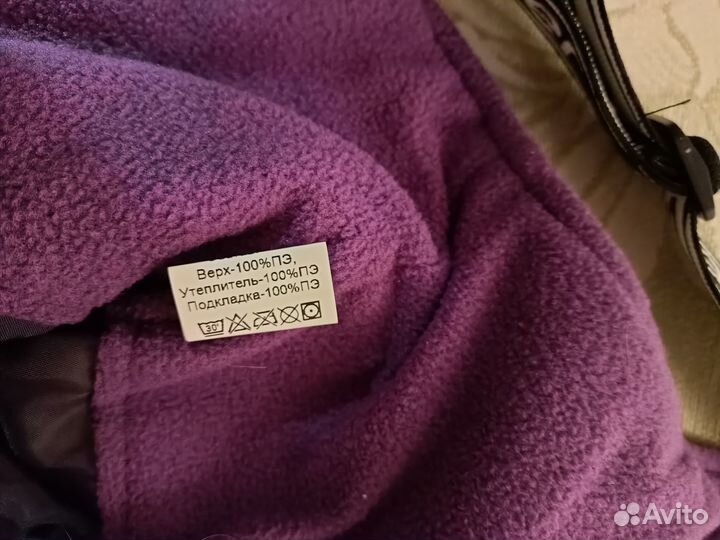 Верх-100%ПЭ,
Утеплитель-100%ПЭ
Подкладка-100%ПЭ
30°
Avito